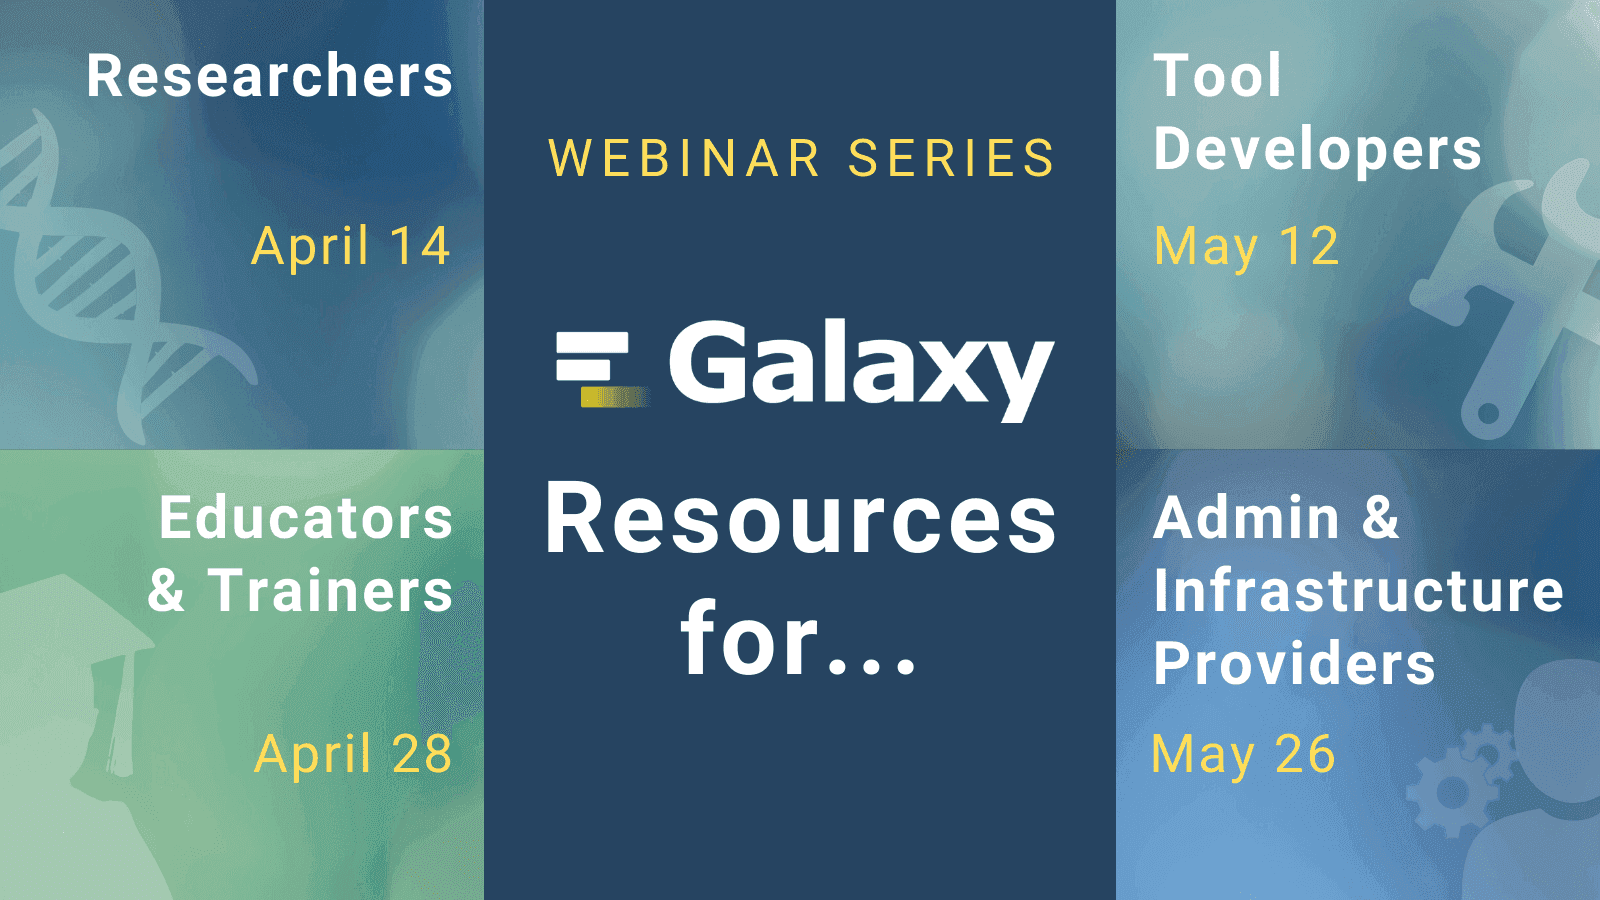 Researchers
April 14
Educators
& Trainers
April 28
WEBINAR SERIES
Galaxy
Resources
for...
Tool
Developers
May 12
Admin &
Infrastructure
Providers
May 26